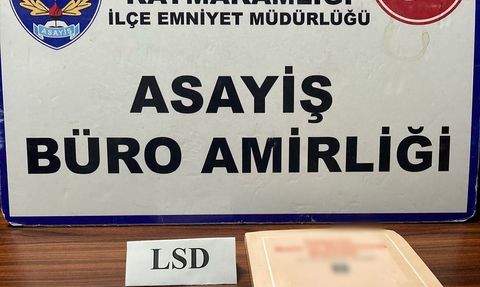 KAYMAKAMLIĞI
İLÇE EMNİYET MÜDÜRLÜĞÜ
ASAYİŞ
ASAYİŞ
BÜRO AMİRLİĞİ
LSD